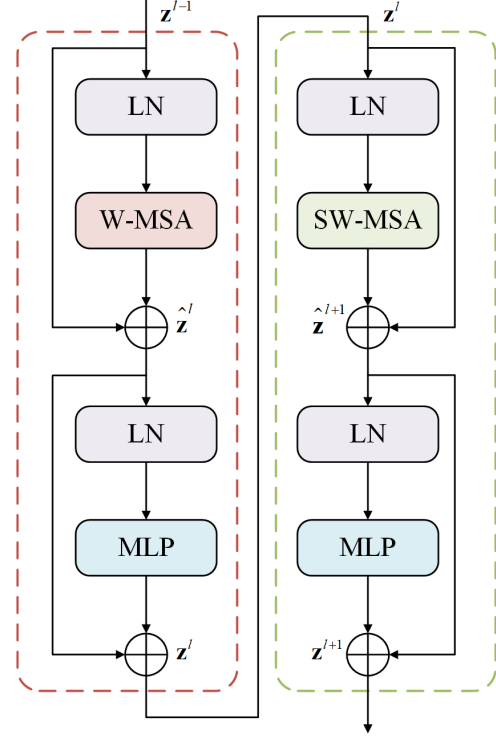 z^{l-1}
LN
W-MSA
ẑ^{l}
LN
MLP
z^{l}
z^{l}
LN
SW-MSA
ẑ^{l+1}
LN
MLP
z^{l+1}